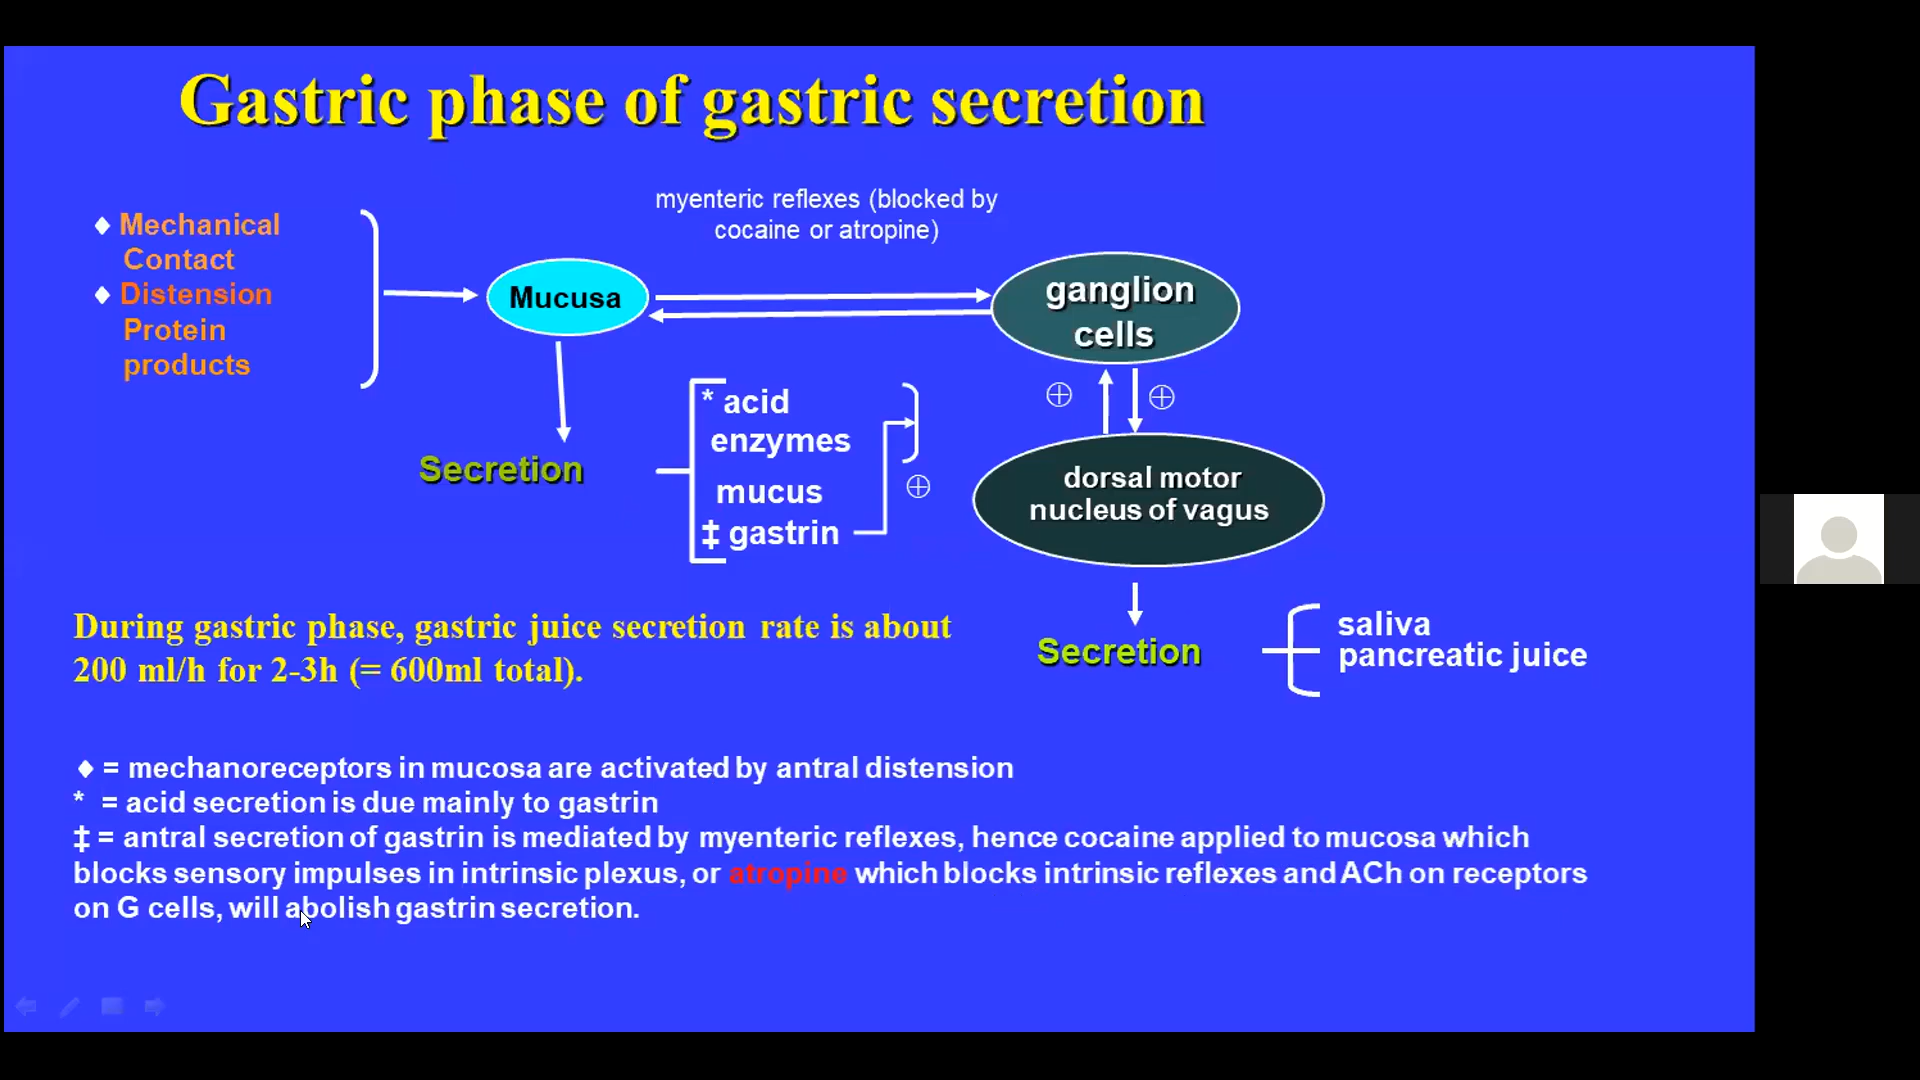 Gastric phase of gastric secretion
myenteric reflexes (blocked by
cocaine or atropine)
♦ Mechanical
Contact
♦ Distension
Protein
products
Mucusa
ganglion
cells
* acid
enzymes
mucus
‡ gastrin
Secretion
dorsal motor
nucleus of vagus
During gastric phase, gastric juice secretion rate is about
200 ml/h for 2-3h (= 600ml total).
Secretion
saliva
pancreatic juice
♦ = mechanoreceptors in mucosa are activated by antral distension
* = acid secretion is due mainly to gastrin
‡ = antral secretion of gastrin is mediated by myenteric reflexes, hence cocaine applied to mucosa which
blocks sensory impulses in intrinsic plexus, or atropine which blocks intrinsic reflexes and ACh on receptors
on G cells, will abolish gastrin secretion.